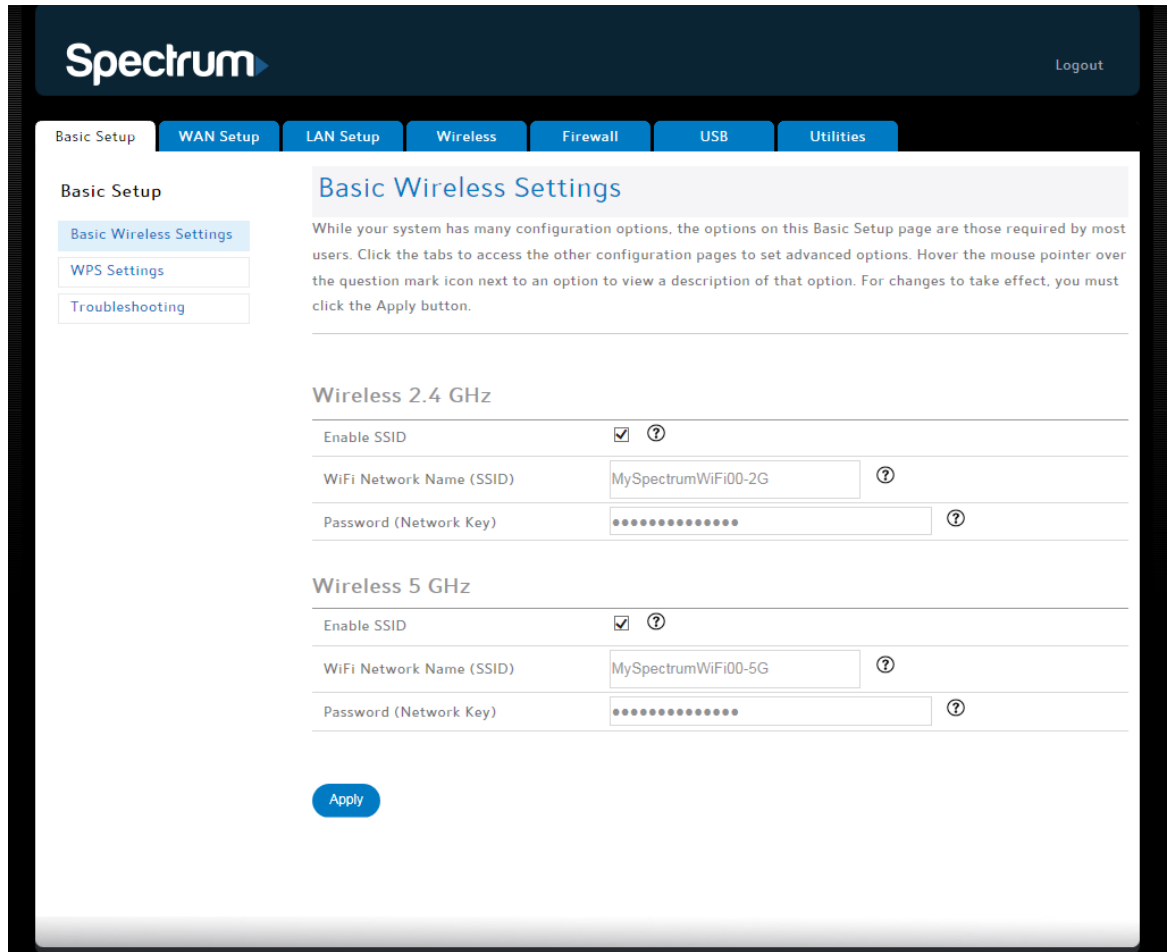 Spectrum
Logout
Basic Setup WAN Setup LAN Setup Wireless Firewall USB Utilities
Basic Setup
Basic Wireless Settings
WPS Settings
Troubleshooting
Basic Wireless Settings
While your system has many configuration options, the options on this Basic Setup page are those required by most
users. Click the tabs to access the other configuration pages to set advanced options. Hover the mouse pointer over
the question mark icon next to an option to view a description of that option. For changes to take effect, you must
click the Apply button.
Wireless 2.4 GHz
Enable SSID ?
WiFi Network Name (SSID) MySpectrumWiFi00-2G ?
Password (Network Key) •••••••••••••• ?
Wireless 5 GHz
Enable SSID ?
WiFi Network Name (SSID) MySpectrumWiFi00-5G ?
Password (Network Key) •••••••••••••• ?
Apply